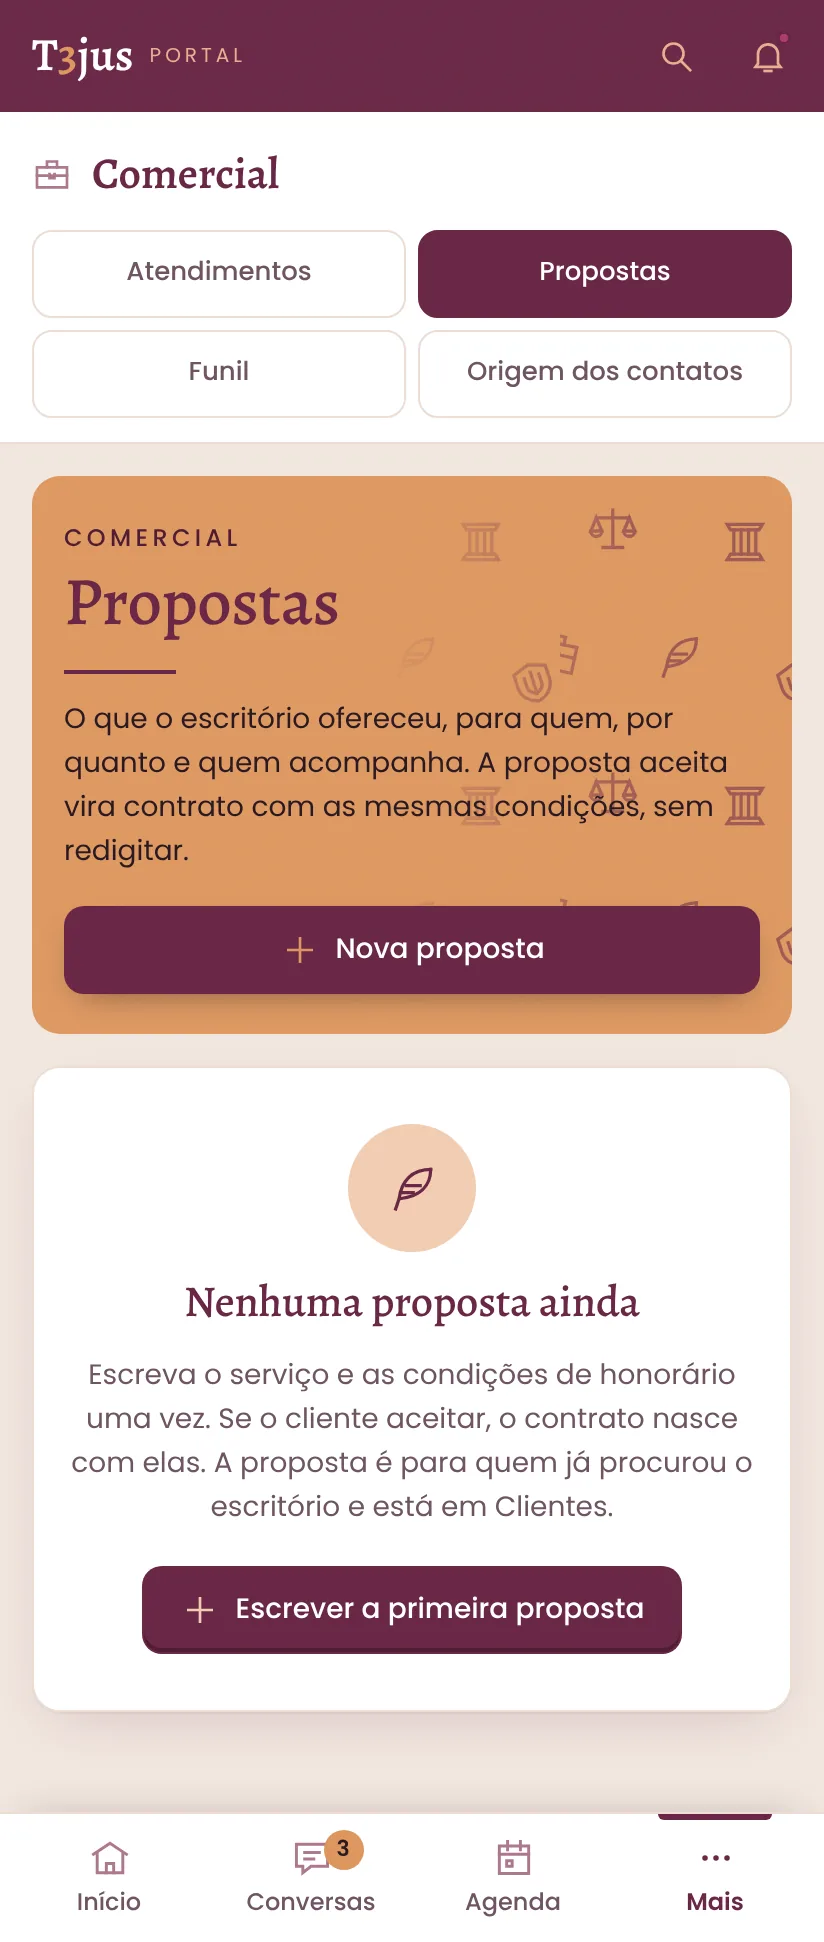 T3jus PORTAL
Comercial
Atendimentos
Propostas
Funil
Origem dos contatos
COMERCIAL
Propostas
O que o escritório ofereceu, para quem, por
quanto e quem acompanha. A proposta aceita
vira contrato com as mesmas condições, sem
redigitar.
Nova proposta
Nenhuma proposta ainda
Escreva o serviço e as condições de honorário
uma vez. Se o cliente aceitar, o contrato nasce
com elas. A proposta é para quem já procurou o
escritório e está em Clientes.
Escrever a primeira proposta
3
Início
Conversas
Agenda
Mais